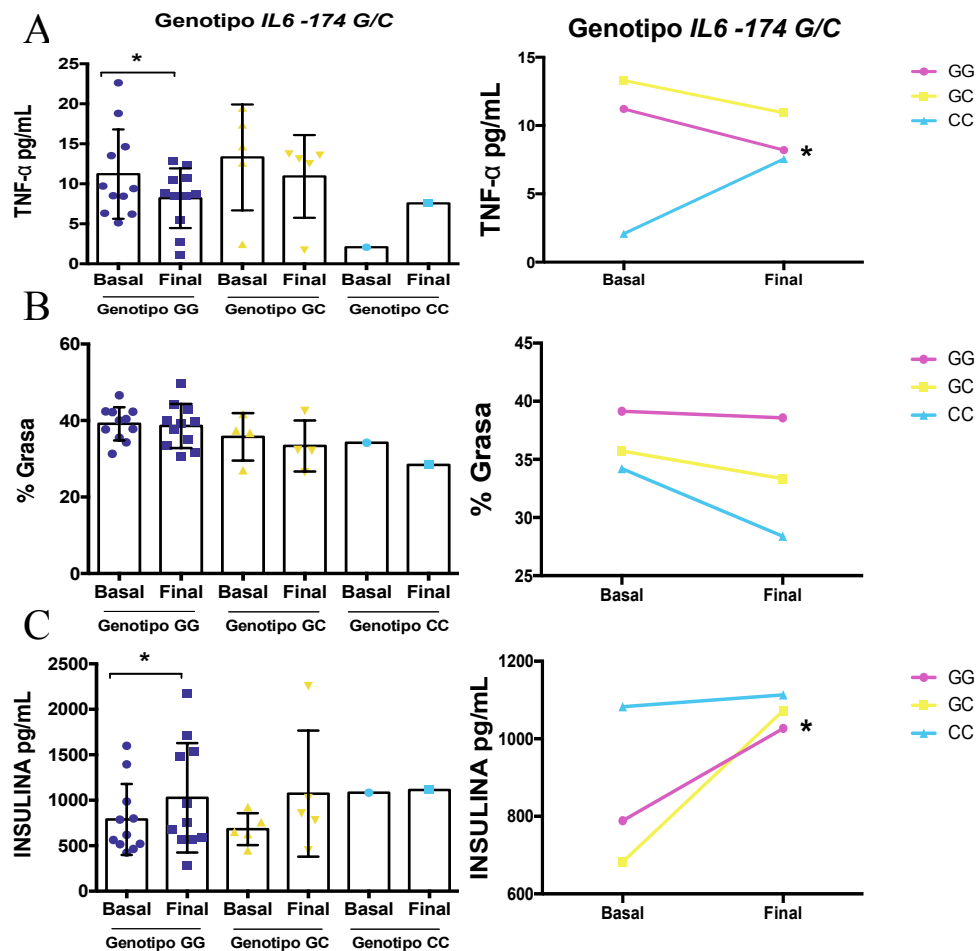 A
Genotipo IL6 -174 G/C
*
TNF-α pg/mL
25
20
15
10
5
0
Basal Final Basal Final Basal Final
Genotipo GG Genotipo GC Genotipo CC
Genotipo IL6 -174 G/C
TNF-α pg/mL
15
10
5
0
*
Basal Final
GG
GC
CC
B
% Grasa
60
40
20
0
Basal Final Basal Final Basal Final
Genotipo GG Genotipo GC Genotipo CC
% Grasa
45
40
35
30
25
Basal Final
GG
GC
CC
C
*
INSULINA pg/mL
2500
2000
1500
1000
500
0
Basal Final Basal Final Basal Final
Genotipo GG Genotipo GC Genotipo CC
INSULINA pg/mL
1200
1000
800
600
*
Basal Final
GG
GC
CC